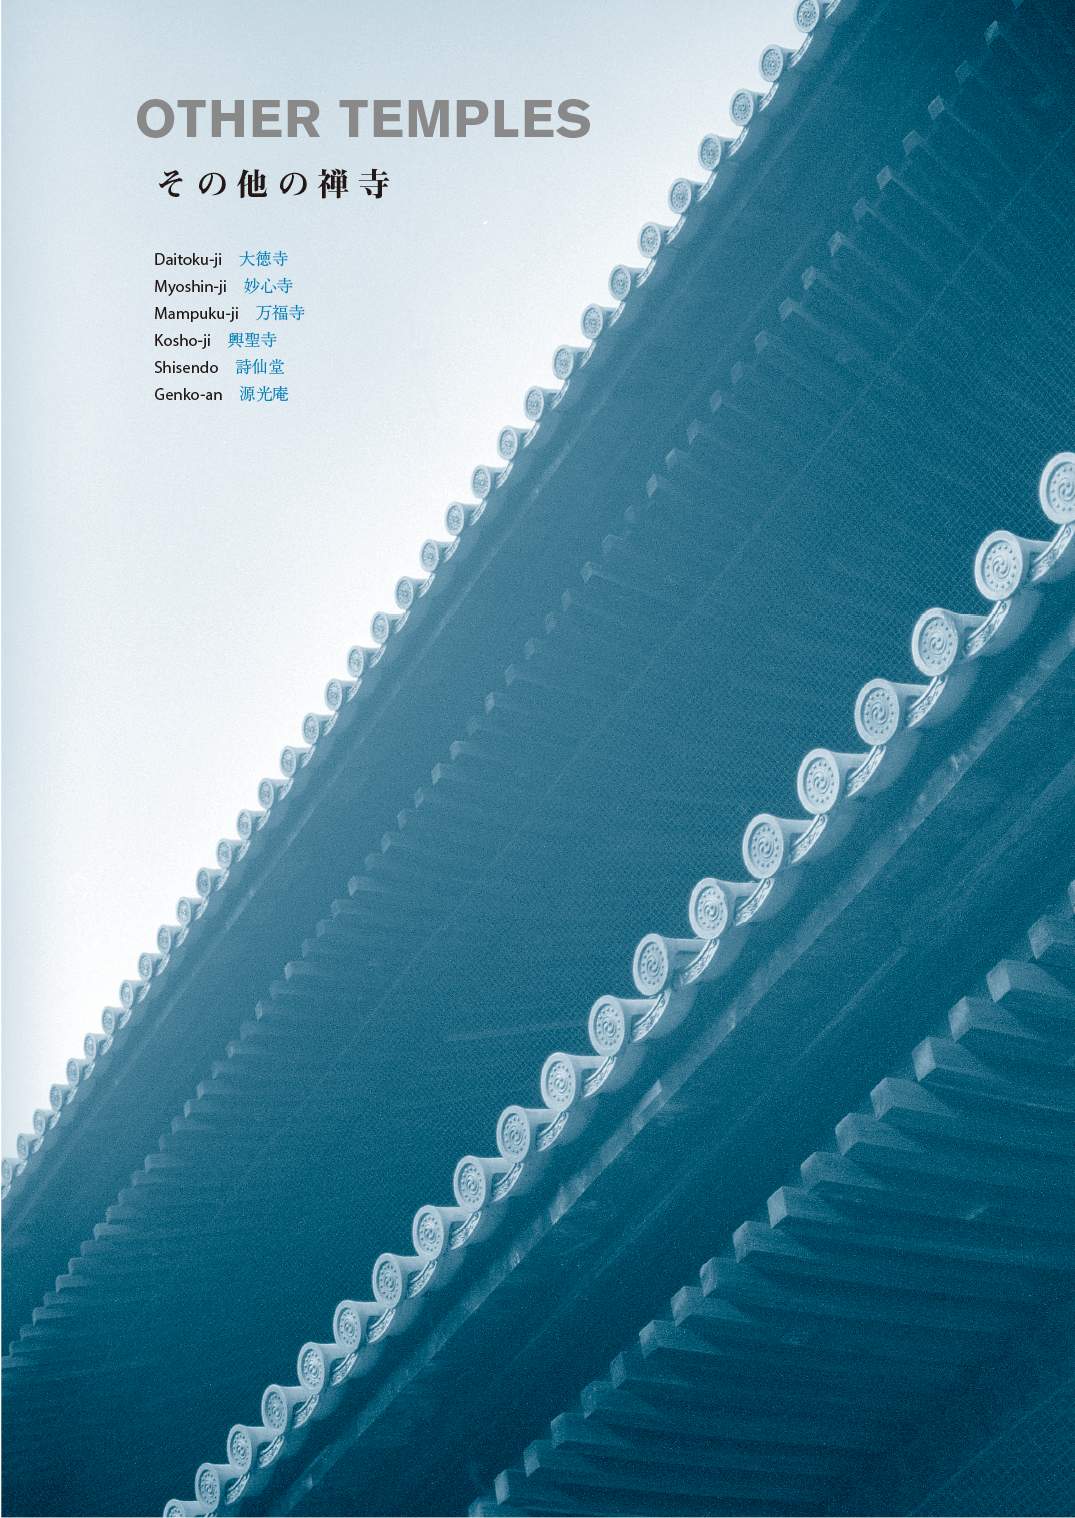 OTHER TEMPLES
その他の禅寺
Daitoku-ji 大徳寺
Myoshin-ji 妙心寺
Mampuku-ji 万福寺
Kosho-ji 興聖寺
Shisendo 詩仙堂
Genko-an 源光庵